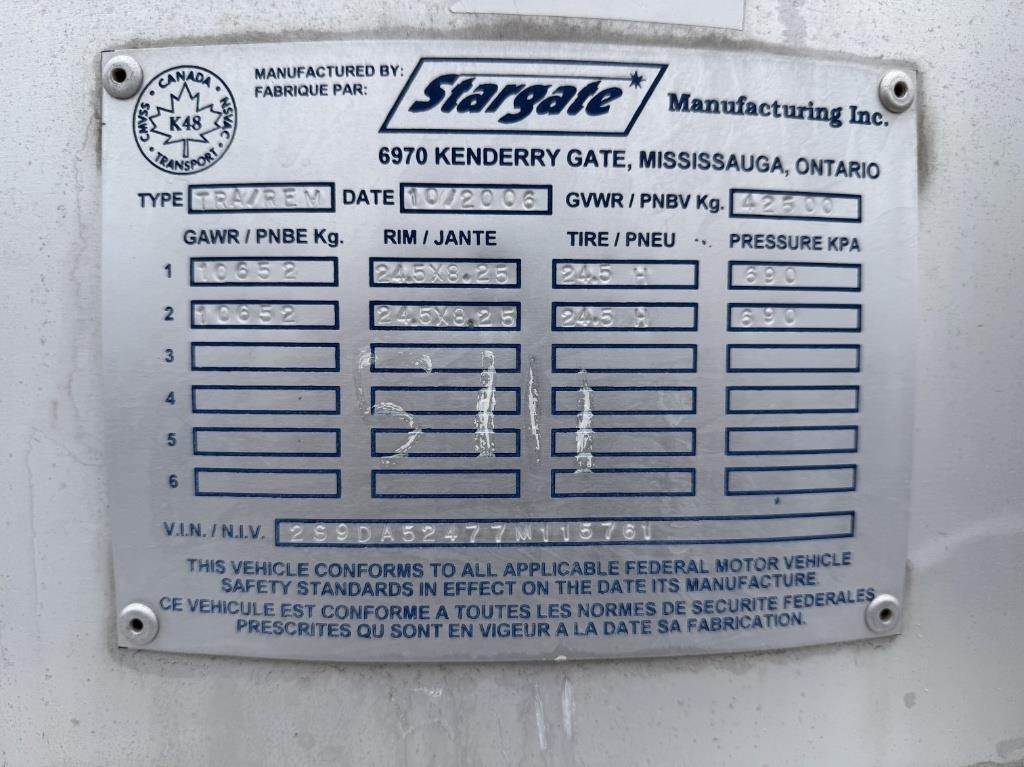 CANADA
CMVSS NSVAC
K48
TRANSPORT
MANUFACTURED BY:
FABRIQUE PAR:
Stargate Manufacturing Inc.
6970 KENDERRY GATE, MISSISSAUGA, ONTARIO
TYPE TRA/REM DATE 10/2006 GVWR / PNBV Kg. 42500
GAWR / PNBE Kg. RIM / JANTE TIRE / PNEU PRESSURE KPA
1 10652 24.5X8.25 24.5 H 690
2 10652 24.5X8.25 24.5 H 690
3
4
5
6
5111
V.I.N. / N.I.V. 2S9DA52477M115761
THIS VEHICLE CONFORMS TO ALL APPLICABLE FEDERAL MOTOR VEHICLE
SAFETY STANDARDS IN EFFECT ON THE DATE ITS MANUFACTURE
CE VEHICULE EST CONFORME A TOUTES LES NORMES DE SECURITE FEDERALES
PRESCRITES QU SONT EN VIGEUR A LA DATE SA FABRICATION.